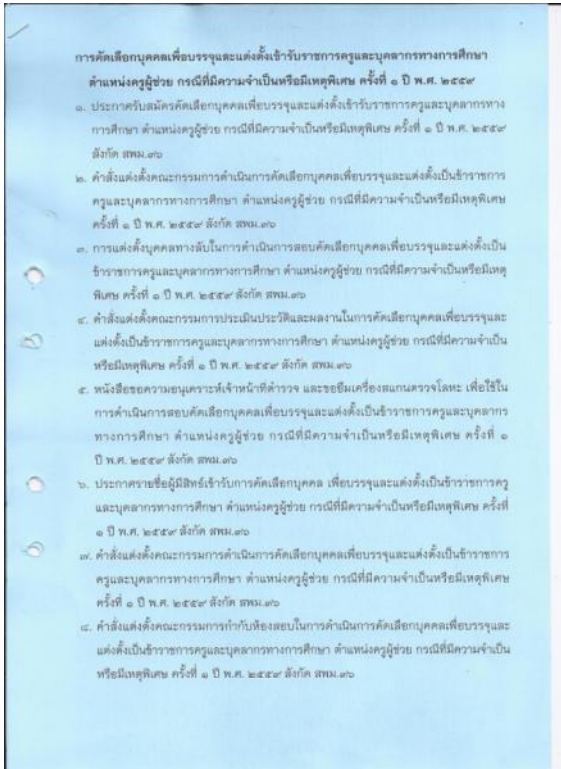 การคัดเลือกบุคคลเพื่อบรรจุและแต่งตั้งเข้ารับราชการครูและบุคลากรทางการศึกษา
ตำแหน่งครูผู้ช่วย กรณีที่มีความจำเป็นหรือมีเหตุพิเศษ ครั้งที่ ๑ ปี พ.ศ. ๒๕๕๙
๑. ประกาศรับสมัครคัดเลือกบุคคลเพื่อบรรจุและแต่งตั้งเข้ารับราชการครูและบุคลากรทาง
การศึกษา ตำแหน่งครูผู้ช่วย กรณีที่มีความจำเป็นหรือมีเหตุพิเศษ ครั้งที่ ๑ ปี พ.ศ. ๒๕๕๙
สังกัด สพม.๓๖
๒. คำสั่งแต่งตั้งคณะกรรมการดำเนินการคัดเลือกบุคคลเพื่อบรรจุและแต่งตั้งเป็นข้าราชการ
ครูและบุคลากรทางการศึกษา ตำแหน่งครูผู้ช่วย กรณีที่มีความจำเป็นหรือมีเหตุพิเศษ
ครั้งที่ ๑ ปี พ.ศ. ๒๕๕๙ สังกัด สพม.๓๖
๓. การแต่งตั้งบุคคลทางลับในการดำเนินการสอบคัดเลือกบุคคลเพื่อบรรจุและแต่งตั้งเป็น
ข้าราชการครูและบุคลากรทางการศึกษา ตำแหน่งครูผู้ช่วย กรณีที่มีความจำเป็นหรือมีเหตุ
พิเศษ ครั้งที่ ๑ ปี พ.ศ. ๒๕๕๙ สังกัด สพม.๓๖
๔. คำสั่งแต่งตั้งคณะกรรมการประเมินประวัติและผลงานในการคัดเลือกบุคคลเพื่อบรรจุและ
แต่งตั้งเป็นข้าราชการครูและบุคลากรทางการศึกษา ตำแหน่งครูผู้ช่วย กรณีที่มีความจำเป็น
หรือมีเหตุพิเศษ ครั้งที่ ๑ ปี พ.ศ. ๒๕๕๙ สังกัด สพม.๓๖
๕. หนังสือขอความอนุเคราะห์เจ้าหน้าที่ตำรวจ และขอยืมเครื่องสแกนตรวจโลหะ เพื่อใช้ใน
การดำเนินการสอบคัดเลือกบุคคลเพื่อบรรจุและแต่งตั้งเป็นข้าราชการครูและบุคลากร
ทางการศึกษา ตำแหน่งครูผู้ช่วย กรณีที่มีความจำเป็นหรือมีเหตุพิเศษ ครั้งที่ ๑
ปี พ.ศ. ๒๕๕๙ สังกัด สพม.๓๖
๖. ประกาศรายชื่อผู้มีสิทธ์เข้ารับการคัดเลือกบุคคล เพื่อบรรจุและแต่งตั้งเป็นข้าราชการครู
และบุคลากรทางการศึกษา ตำแหน่งครูผู้ช่วย กรณีที่มีความจำเป็นหรือมีเหตุพิเศษ ครั้งที่
๑ ปี พ.ศ. ๒๕๕๙ สังกัด สพม.๓๖
๗. คำสั่งแต่งตั้งคณะกรรมการดำเนินการคัดเลือกบุคคลเพื่อบรรจุและแต่งตั้งเป็นข้าราชการ
ครูและบุคลากรทางการศึกษา ตำแหน่งครูผู้ช่วย กรณีที่มีความจำเป็นหรือมีเหตุพิเศษ
ครั้งที่ ๑ ปี พ.ศ. ๒๕๕๙ สังกัด สพม.๓๖
๘. คำสั่งแต่งตั้งคณะกรรมการกำกับห้องสอบในการดำเนินการคัดเลือกบุคคลเพื่อบรรจุและ
แต่งตั้งเป็นข้าราชการครูและบุคลากรทางการศึกษา ตำแหน่งครูผู้ช่วย กรณีที่มีความจำเป็น
หรือมีเหตุพิเศษ ครั้งที่ ๑ ปี พ.ศ. ๒๕๕๙ สังกัด สพม.๓๖